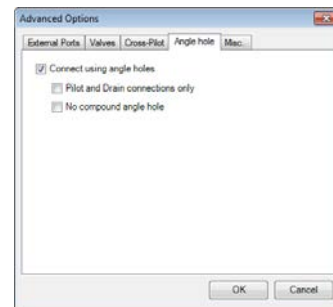 Advanced Options
External Ports Valves Cross-Pilot Angle hole Misc.
Connect using angle holes
Pilot and Drain connections only
No compound angle hole
OK Cancel